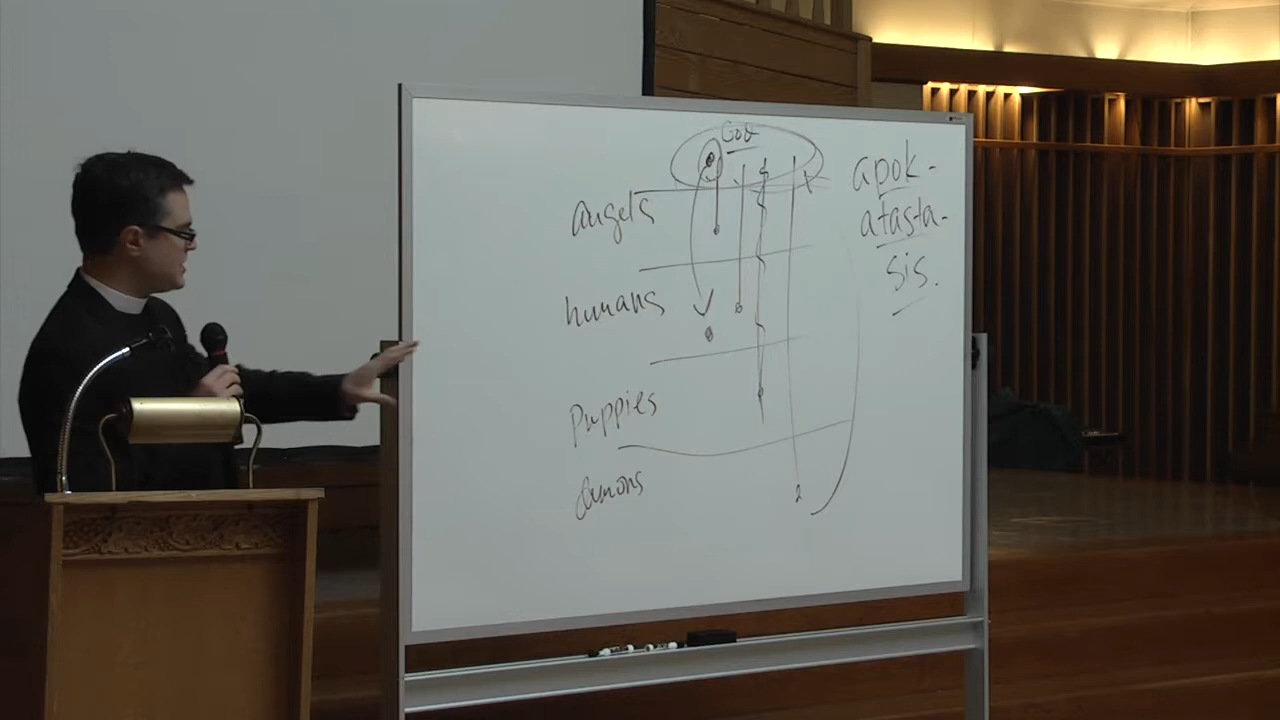 God
angels
humans
Puppies
demons
apok-
atasta-
sis.